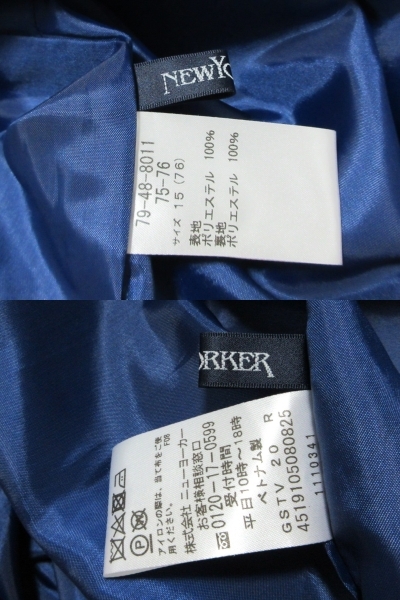 NEWYO
79-48-8011
75-76
サイズ 15(76)
表地
ポリエステル 100%
裏地
ポリエステル 100%
ORKER
アイロンの際は、当て布をご使
用ください。
株式会社 ニューヨーカー
お客様相談窓口
0120-17-0599
受付時間
平日10時〜18時
ベトナム製
GSTV 20 R
4519105080825
1110341